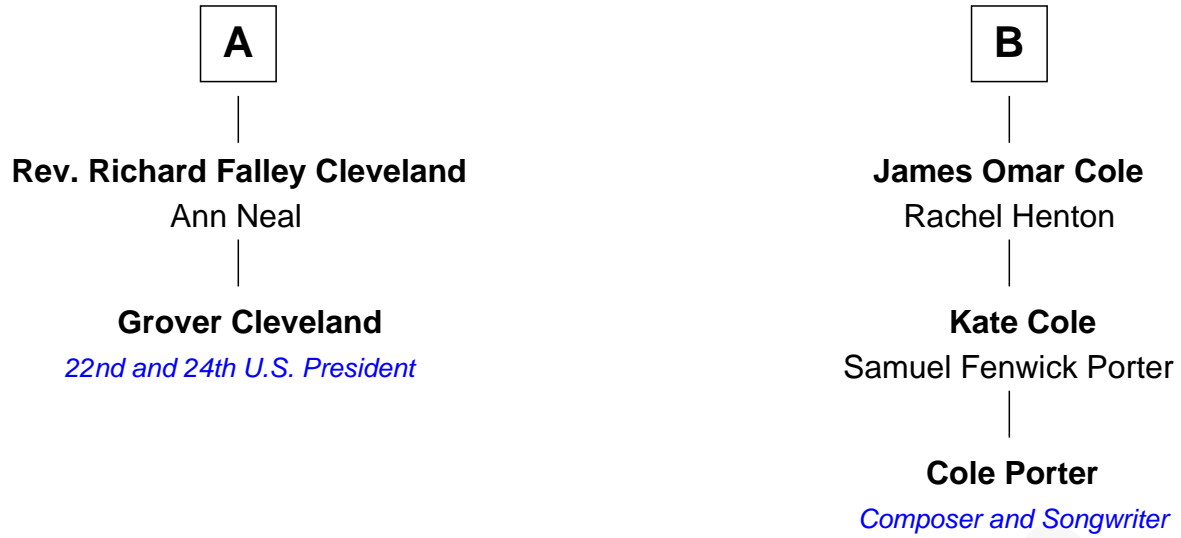 A
Rev. Richard Falley Cleveland
Ann Neal
Grover Cleveland
22nd and 24th U.S. President
B
James Omar Cole
Rachel Henton
Kate Cole
Samuel Fenwick Porter
Cole Porter
Composer and Songwriter